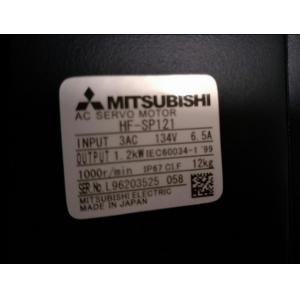 MITSUBISHI
AC SERVO MOTOR
HF-SP121
INPUT 3AC 134V 6.5A
OUTPUT 1.2kW IEC60034-1 '99
1000r/min IP67 Cl.F 12kg
SER.No. L96203525 058
MITSUBISHI ELECTRIC
MADE IN JAPAN